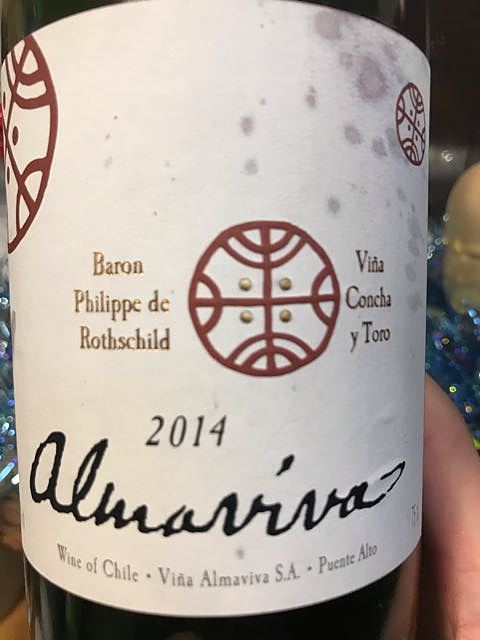 Baron
Philippe de
Rothschild
Viña
Concha
y Toro
2014
Almaviva
Wine of Chile • Viña Almaviva S.A. • Puente Alto